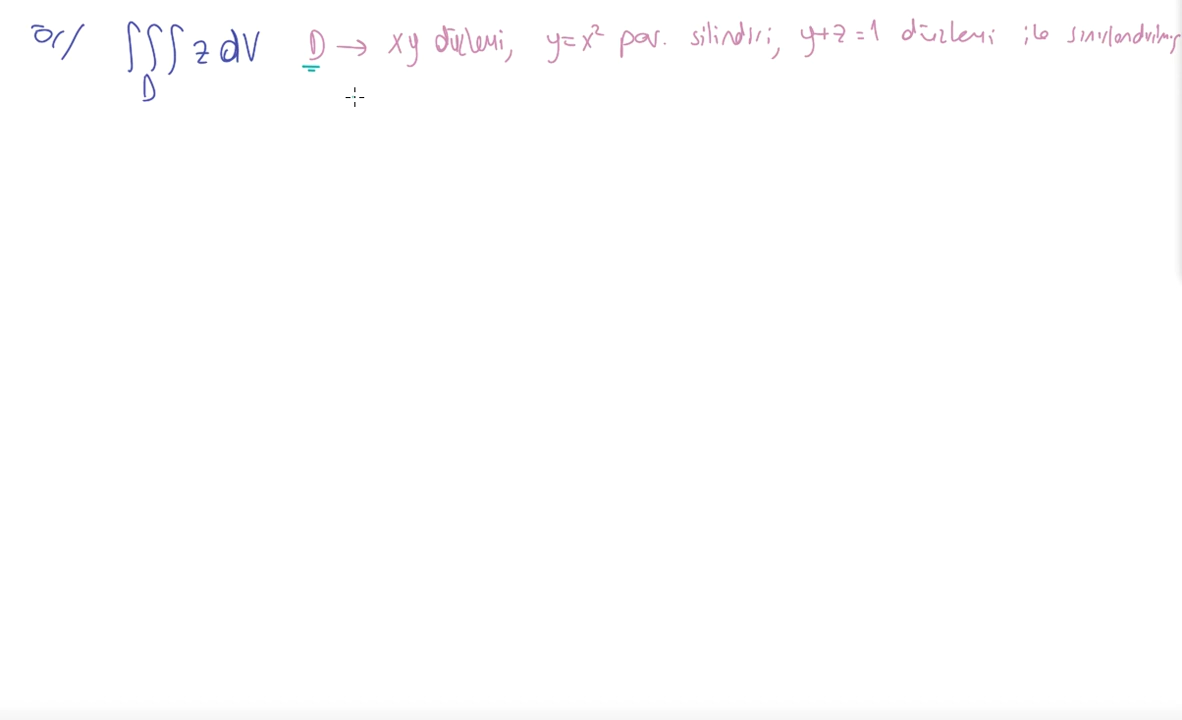 ör/ ∫∫∫ z dV D → xy düzlemi, y=x² par. silindiri, y+z=1 düzlemi ile sınırlandırılmış
D